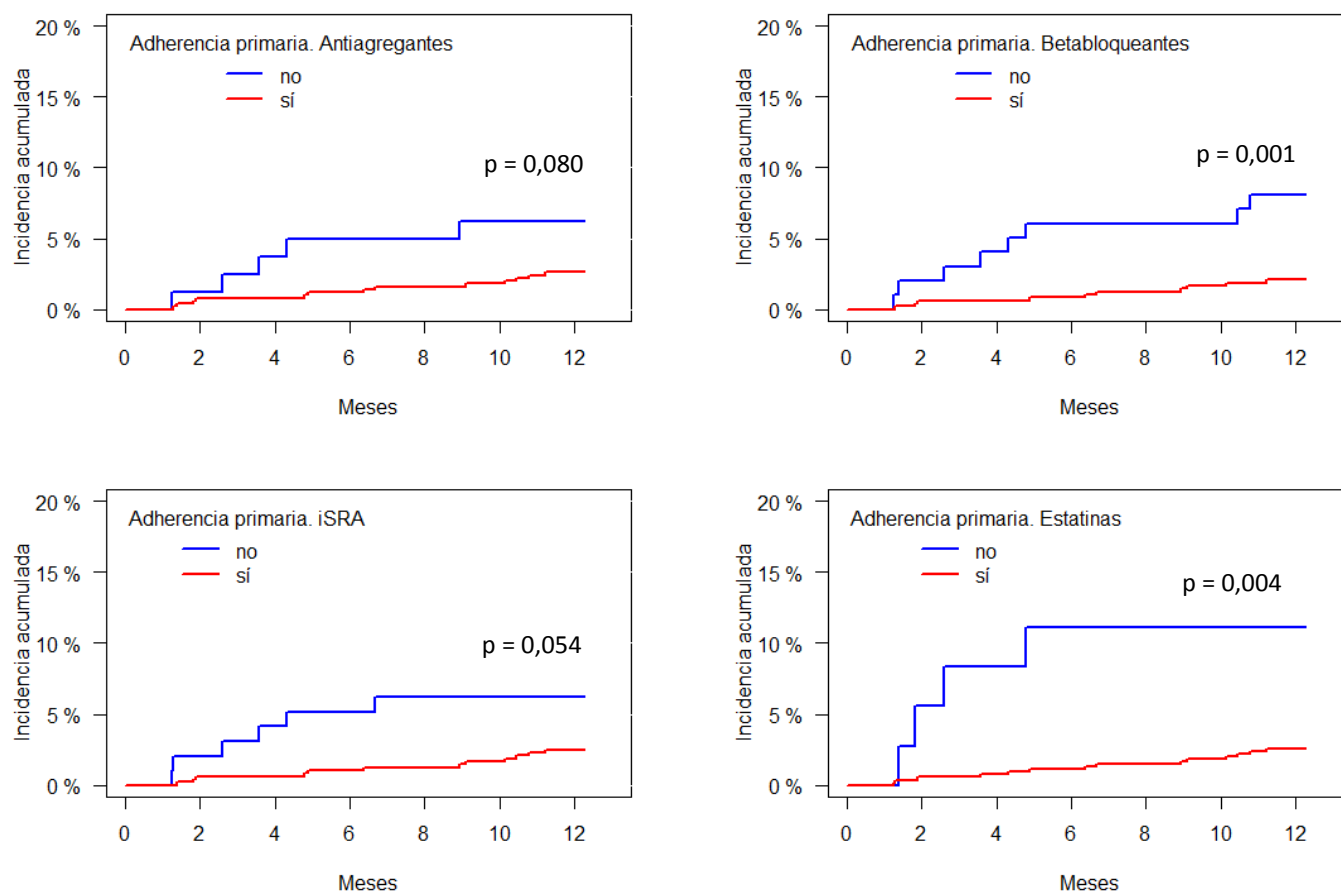 Adherencia primaria. Antiagregantes
no
sí
p = 0,080
Incidencia acumulada
20 %
15 %
10 %
5 %
0 %
0 2 4 6 8 10 12
Meses
Adherencia primaria. Betabloqueantes
no
sí
p = 0,001
Incidencia acumulada
20 %
15 %
10 %
5 %
0 %
0 2 4 6 8 10 12
Meses
Adherencia primaria. iSRA
no
sí
p = 0,054
Incidencia acumulada
20 %
15 %
10 %
5 %
0 %
0 2 4 6 8 10 12
Meses
Adherencia primaria. Estatinas
no
sí
p = 0,004
Incidencia acumulada
20 %
15 %
10 %
5 %
0 %
0 2 4 6 8 10 12
Meses